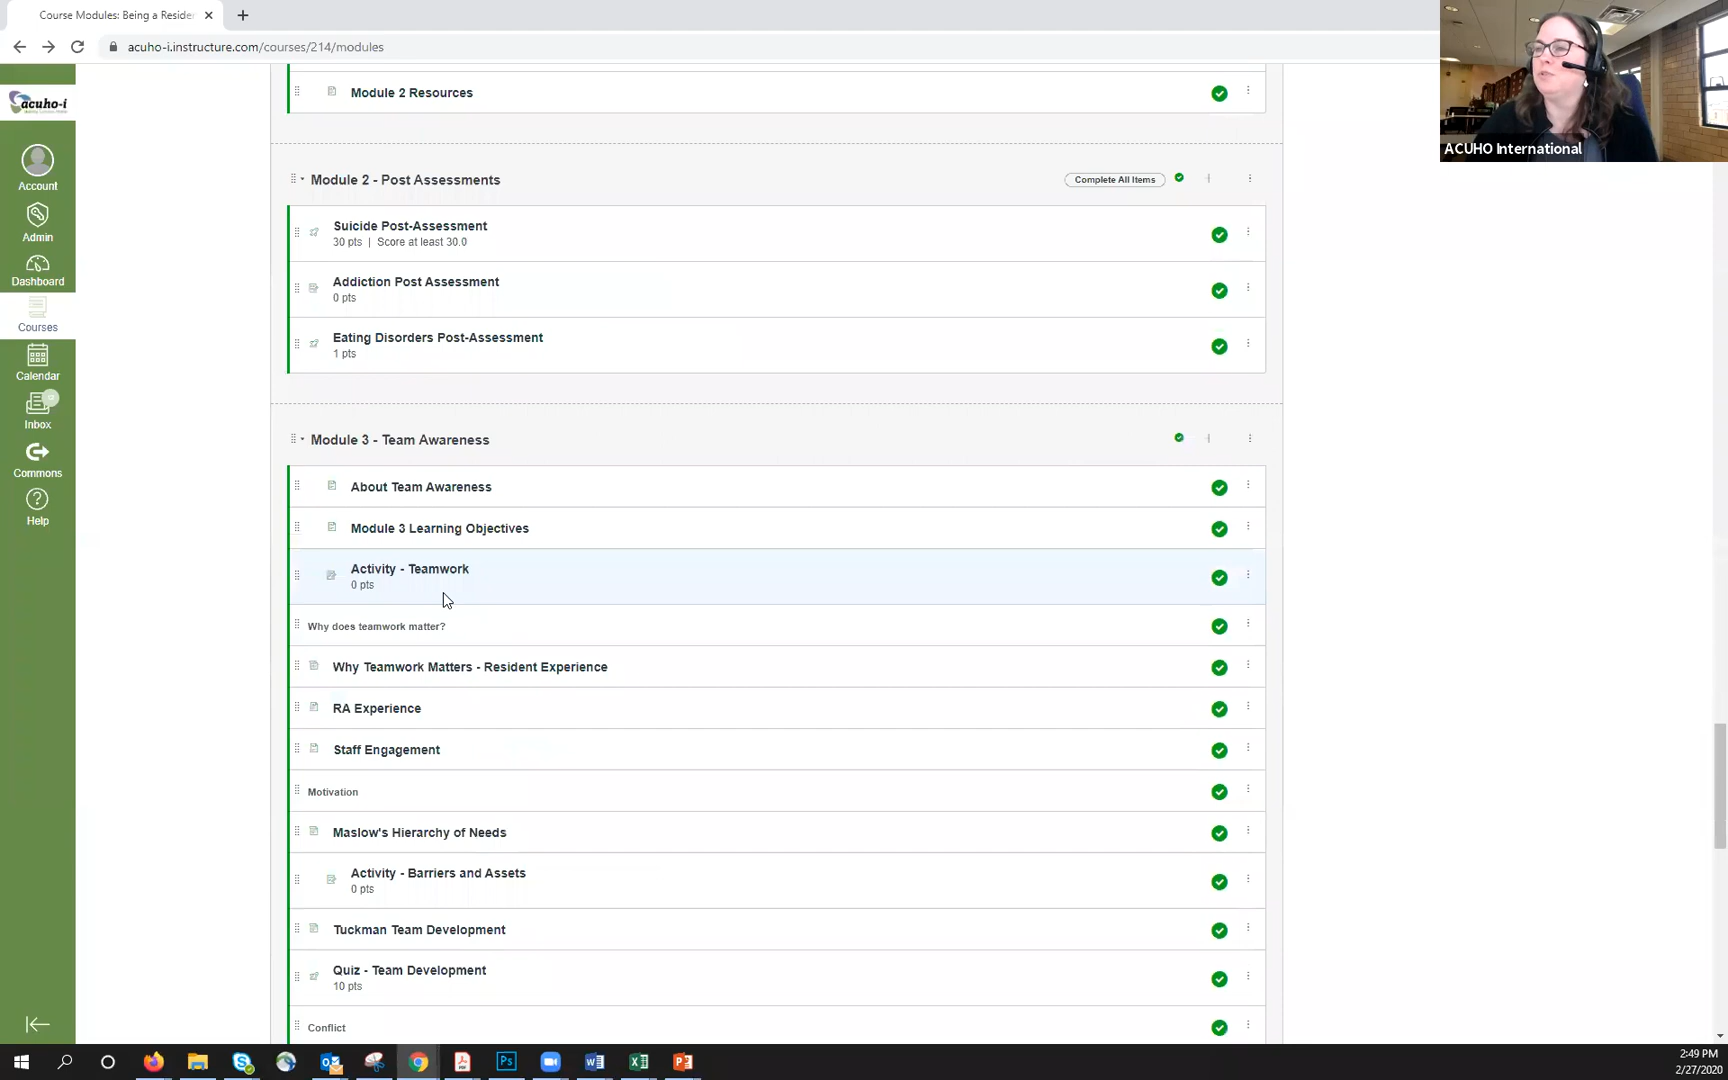 Course Modules: Being a Reside
acuho-i.instructure.com/courses/214/modules
ACUHO International
acuho-i
Account
Admin
Dashboard
Courses
Calendar
Inbox
Commons
Help
Module 2 Resources
Module 2 - Post Assessments
Complete All Items
Suicide Post-Assessment
30 pts | Score at least 30.0
Addiction Post Assessment
0 pts
Eating Disorders Post-Assessment
1 pts
Module 3 - Team Awareness
About Team Awareness
Module 3 Learning Objectives
Activity - Teamwork
0 pts
Why does teamwork matter?
Why Teamwork Matters - Resident Experience
RA Experience
Staff Engagement
Motivation
Maslow's Hierarchy of Needs
Activity - Barriers and Assets
0 pts
Tuckman Team Development
Quiz - Team Development
10 pts
Conflict
Ps
2:49 PM
2/27/2020